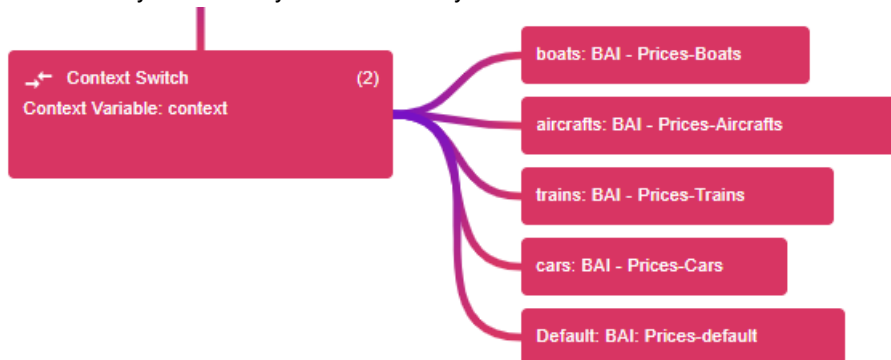 Context Switch (2)
Context Variable: context
boats: BAI - Prices-Boats
aircrafts: BAI - Prices-Aircrafts
trains: BAI - Prices-Trains
cars: BAI - Prices-Cars
Default: BAI: Prices-default